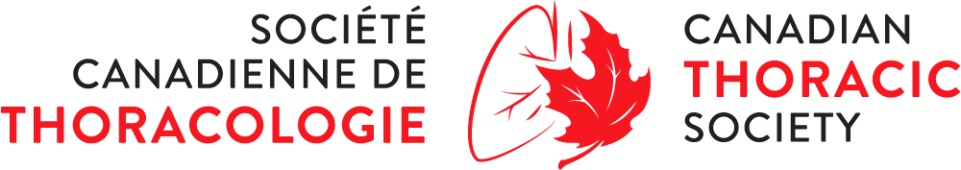 SOCIÉTÉ
CANADIENNE DE
THORACOLOGIE
CANADIAN
THORACIC
SOCIETY